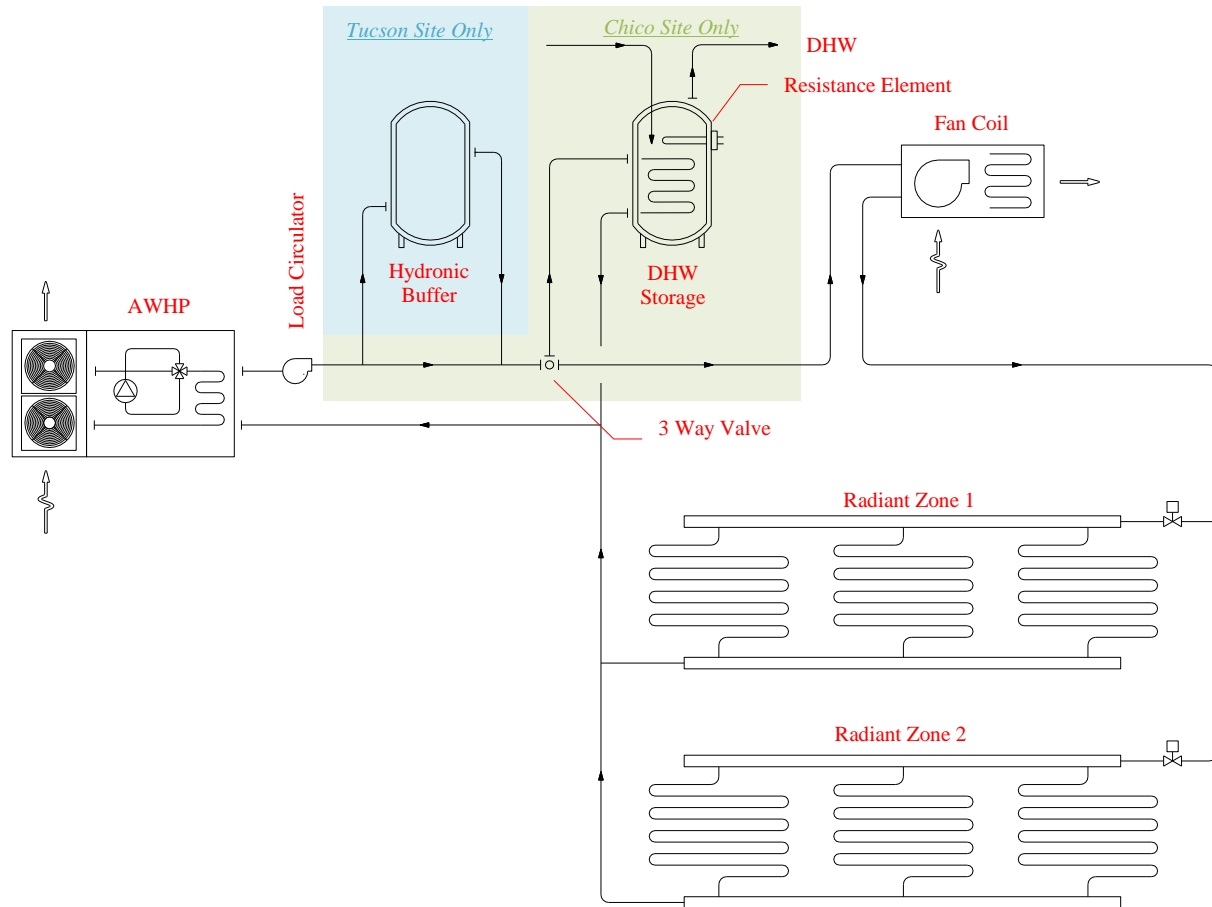 Tucson Site Only
Chico Site Only
DHW
Resistance Element
Fan Coil
Load Circulator
Hydronic
Buffer
DHW
Storage
AWHP
3 Way Valve
Radiant Zone 1
Radiant Zone 2